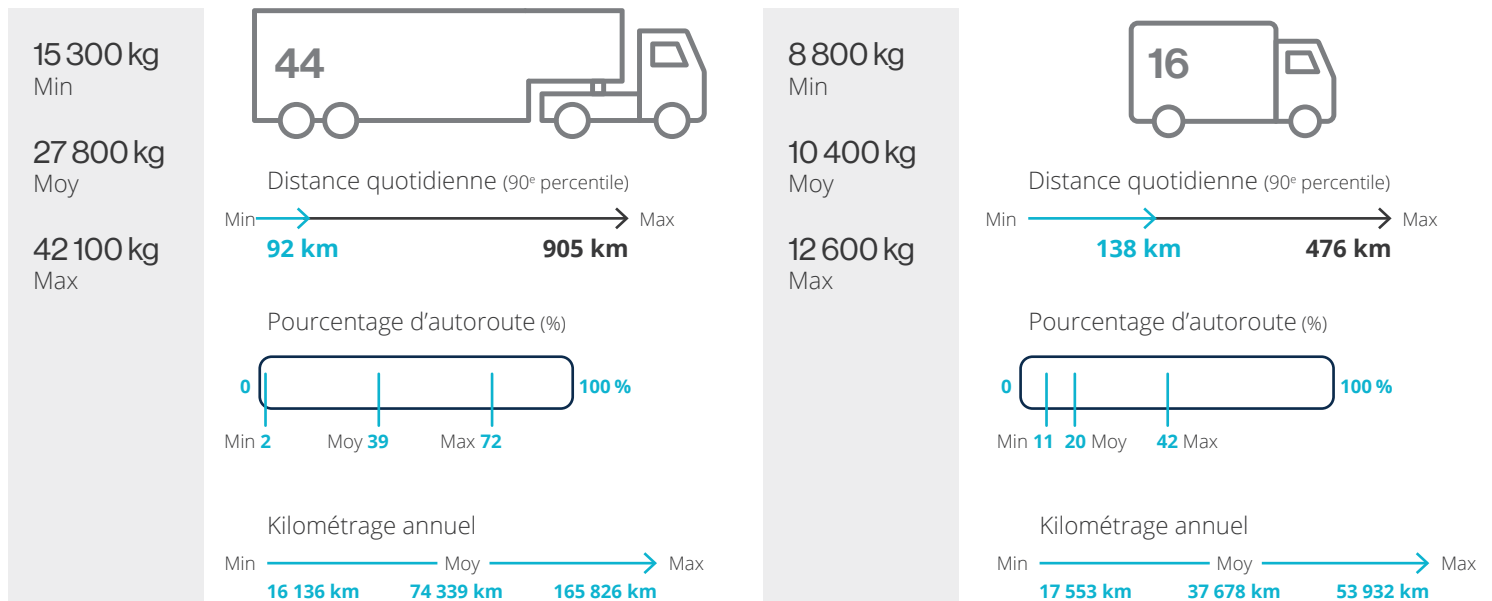 15 300 kg
Min
27 800 kg
Moy
42 100 kg
Max
44
Distance quotidienne (90e percentile)
Min Max
92 km 905 km
Pourcentage d’autoroute (%)
0 100 %
Min 2 Moy 39 Max 72
Kilométrage annuel
Min Moy Max
16 136 km 74 339 km 165 826 km
8 800 kg
Min
10 400 kg
Moy
12 600 kg
Max
16
Distance quotidienne (90e percentile)
Min Max
138 km 476 km
Pourcentage d’autoroute (%)
0 100 %
Min 11 20 Moy 42 Max
Kilométrage annuel
Min Moy Max
17 553 km 37 678 km 53 932 km